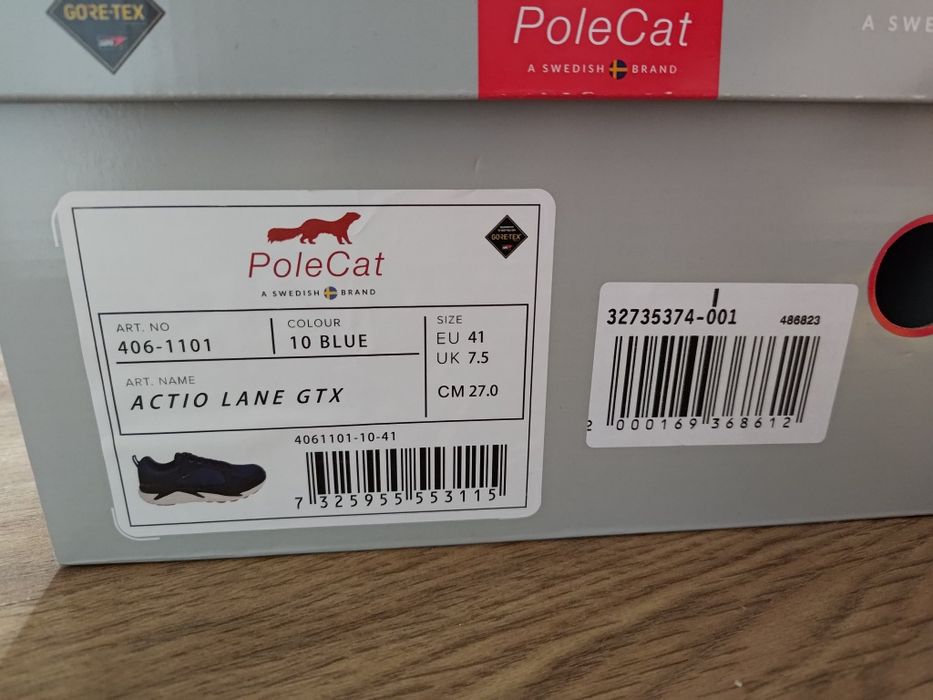 GORE-TEX
PoleCat
A SWEDISH BRAND
A SWE
PoleCat
A SWEDISH BRAND
GORE-TEX
ART. NO
406-1101
COLOUR
10 BLUE
SIZE
EU 41
UK 7.5
CM 27.0
ART. NAME
ACTIO LANE GTX
4061101-10-41
7 325955 553115
I
32735374-001 486823
2 000169 368612